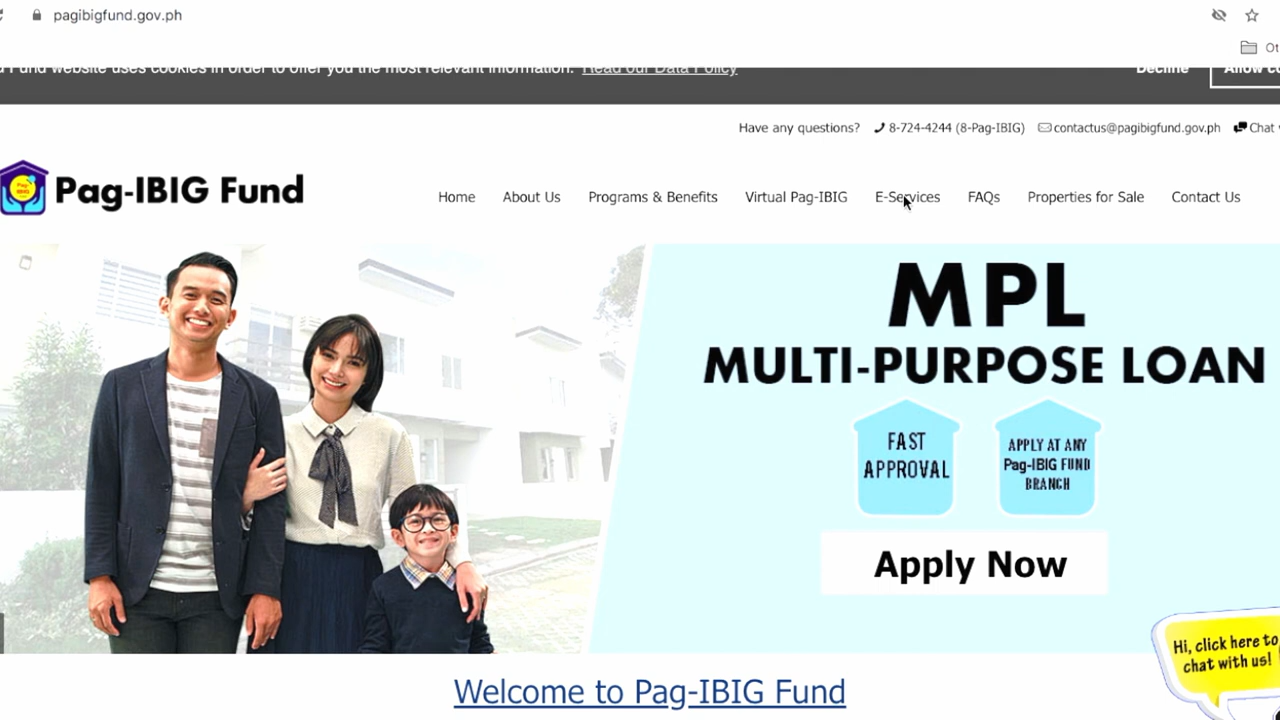 pagibigfund.gov.ph
Fund website uses cookies in order to offer you the most relevant information. Read our Data Policy
Decline
Allow
Have any questions? 8-724-4244 (8-Pag-IBIG) contactus@pagibigfund.gov.ph Chat
Pag-IBIG Fund
Home About Us Programs & Benefits Virtual Pag-IBIG E-Services FAQs Properties for Sale Contact Us
MPL
MULTI-PURPOSE LOAN
FAST
APPROVAL
APPLY AT ANY
Pag-IBIG FUND
BRANCH
Apply Now
Hi, click here to
chat with us!
Welcome to Pag-IBIG Fund